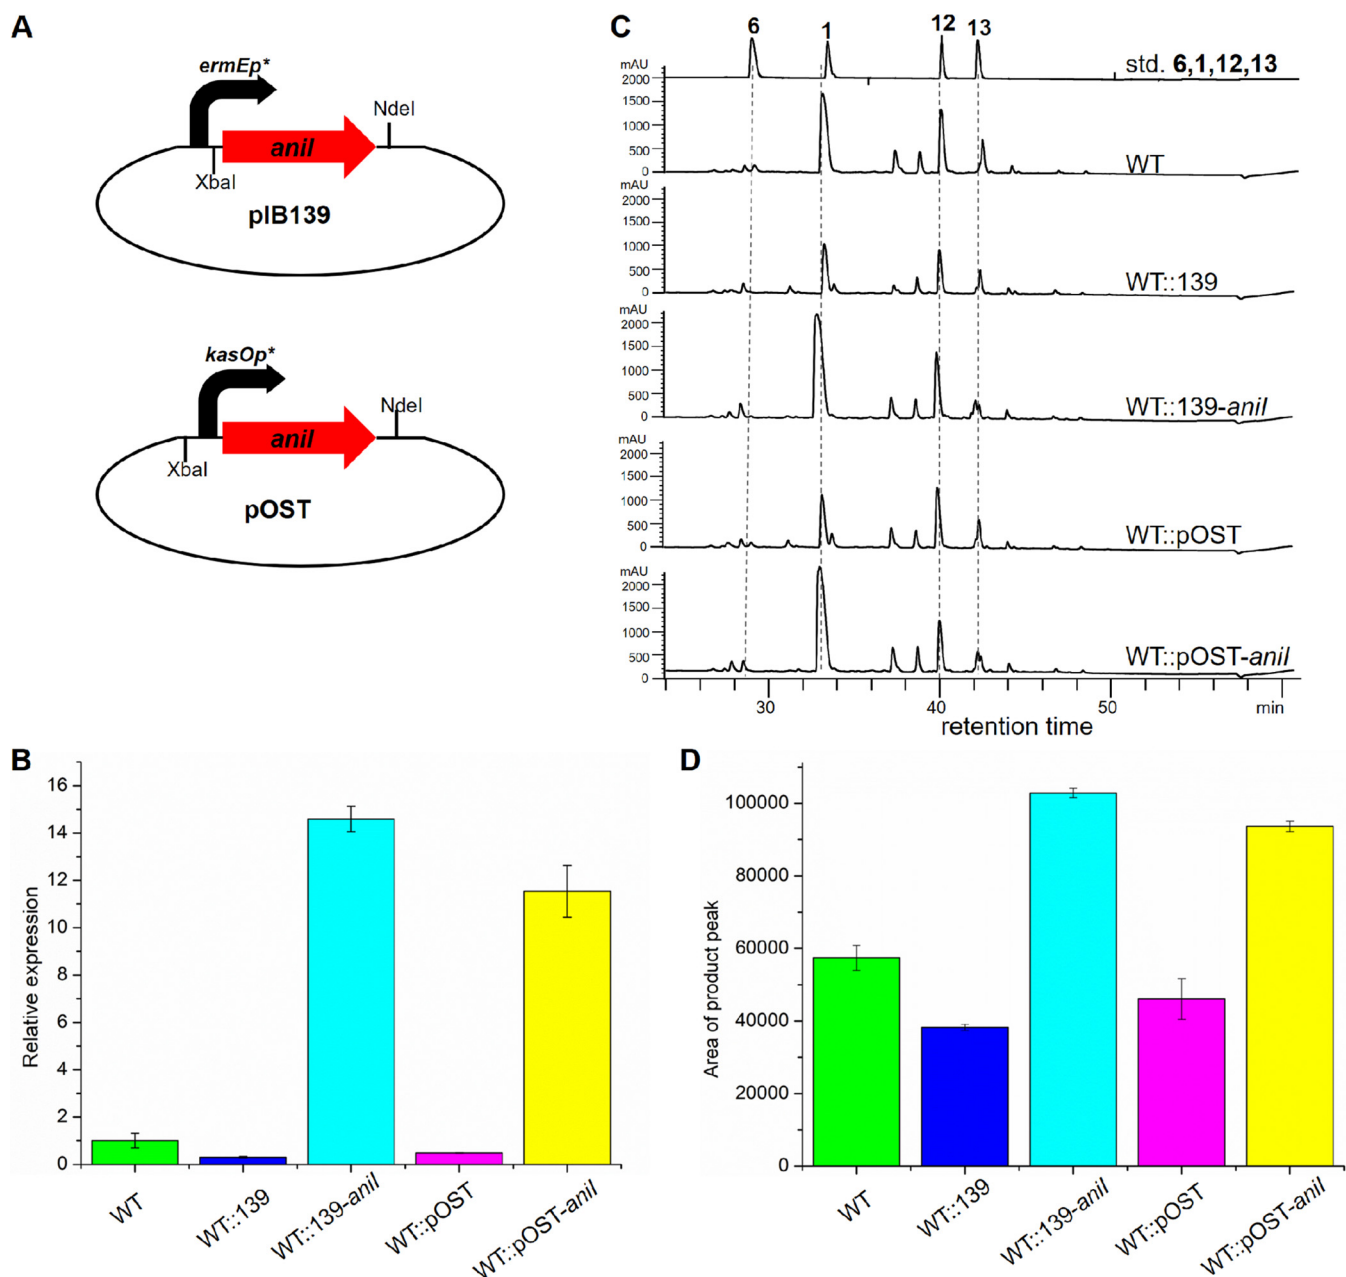 A
ermEp*
NdeI
anil
XbaI
pIB139
kasOp*
NdeI
anil
XbaI
pOST
C
6 1 12 13
mAU
2000
std. 6,1,12,13
1500
1000
500
0
WT
mAU
2000
1500
1000
500
0
WT::139
mAU
2000
1500
1000
500
0
WT::139-anil
mAU
2000
1500
1000
500
0
WT::pOST
mAU
2000
1500
1000
500
0
WT::pOST-anil
30 40 50 min
retention time
B
Relative expression
16
14
12
10
8
6
4
2
0
WT WT::139 WT::139-anil WT::pOST WT::pOST-anil
D
Area of product peak
100000
80000
60000
40000
20000
0
WT WT::139 WT::139-anil WT::pOST WT::pOST-anil